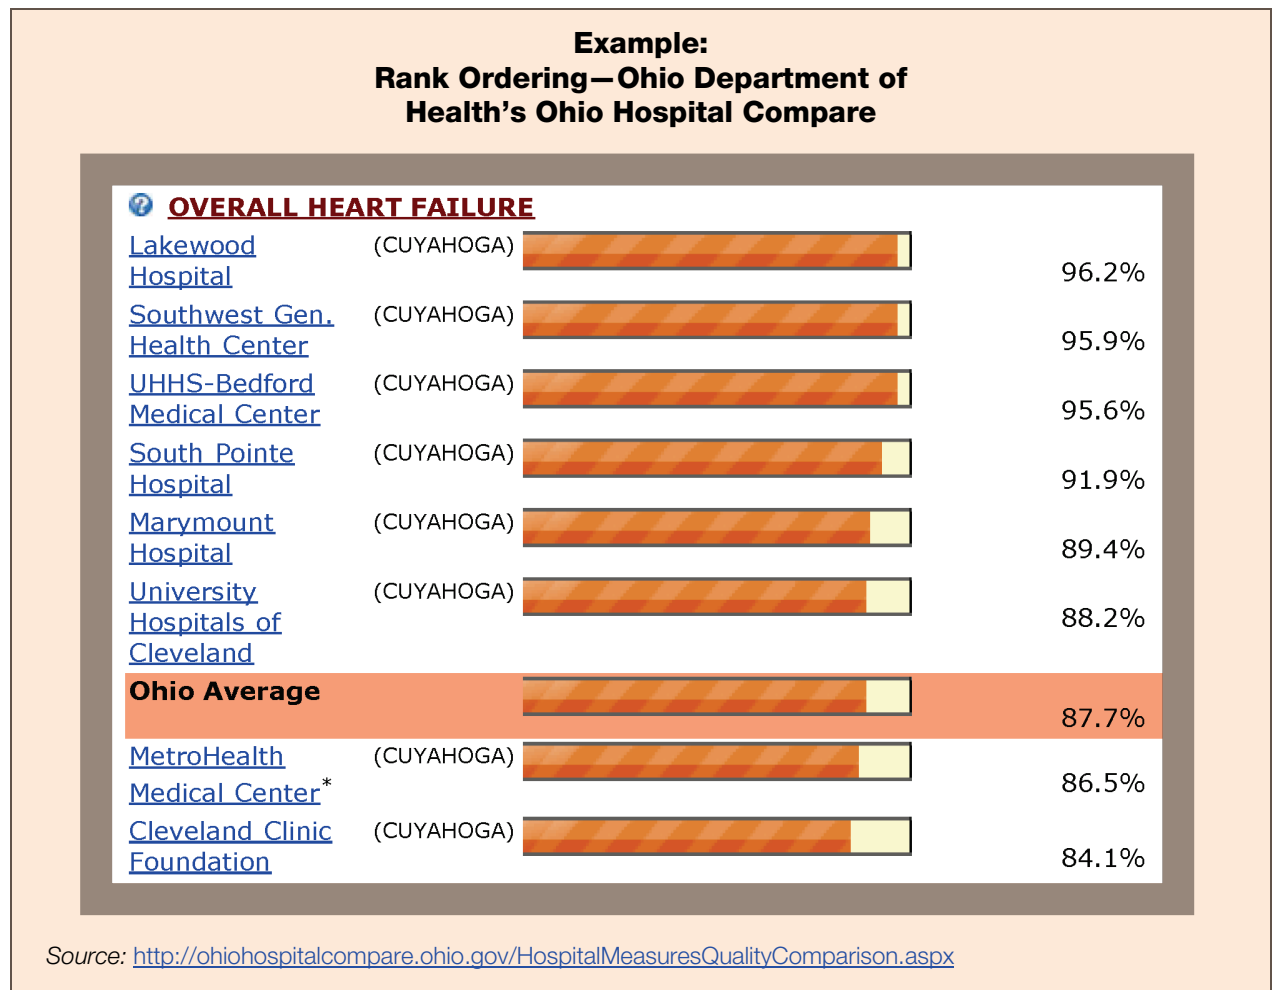 Example:
Rank Ordering—Ohio Department of
Health's Ohio Hospital Compare
OVERALL HEART FAILURE
Lakewood (CUYAHOGA)
Hospital 96.2%
Southwest Gen. (CUYAHOGA)
Health Center 95.9%
UHHS-Bedford (CUYAHOGA)
Medical Center 95.6%
South Pointe (CUYAHOGA)
Hospital 91.9%
Marymount (CUYAHOGA)
Hospital 89.4%
University (CUYAHOGA)
Hospitals of 88.2%
Cleveland
Ohio Average
87.7%
MetroHealth (CUYAHOGA)
Medical Center* 86.5%
Cleveland Clinic (CUYAHOGA)
Foundation 84.1%
Source: http://ohiohospitalcompare.ohio.gov/HospitalMeasuresQualityComparison.aspx